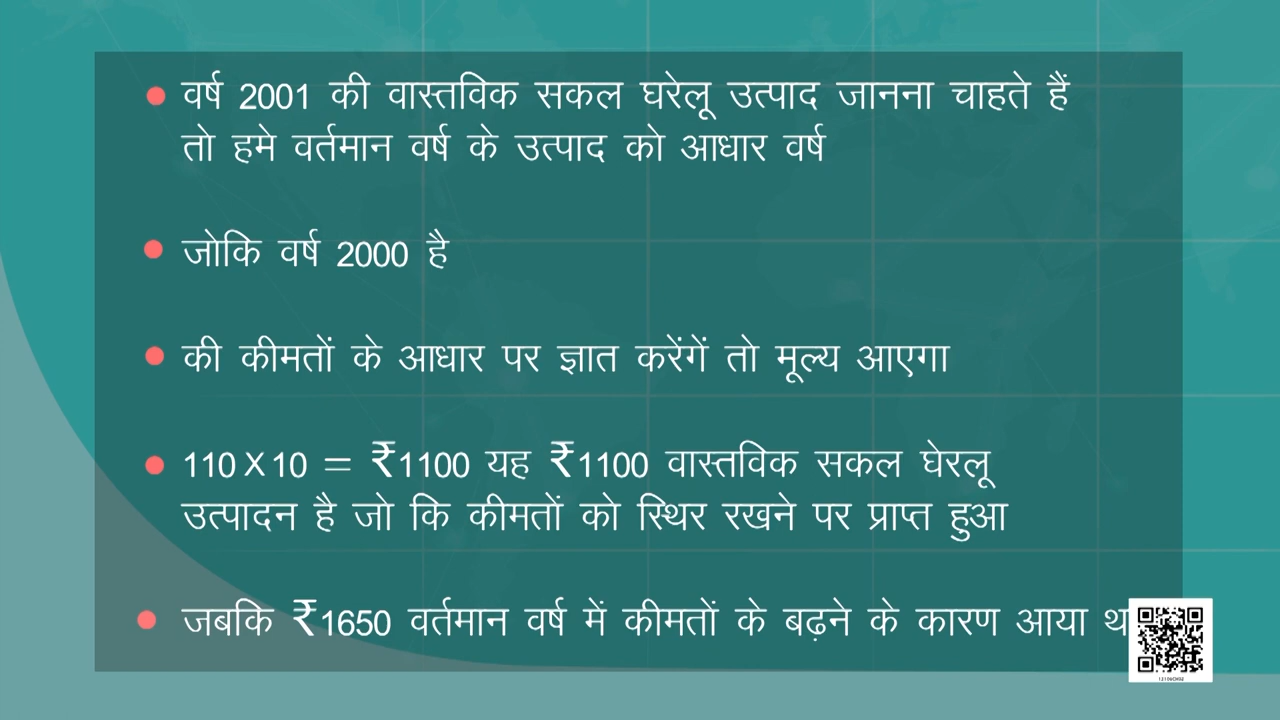 • वर्ष 2001 की वास्तविक सकल घरेलू उत्पाद जानना चाहते हैं
तो हमे वर्तमान वर्ष के उत्पाद को आधार वर्ष
• जोकि वर्ष 2000 है
• की कीमतों के आधार पर ज्ञात करेंगें तो मूल्य आएगा
• 110 X 10 = ₹1100 यह ₹1100 वास्तविक सकल घेरलू
उत्पादन है जो कि कीमतों को स्थिर रखने पर प्राप्त हुआ
• जबकि ₹1650 वर्तमान वर्ष में कीमतों के बढ़ने के कारण आया